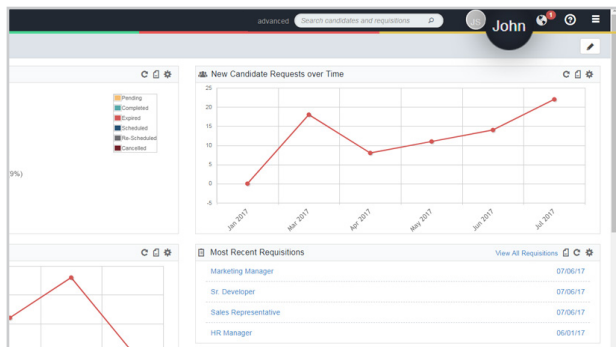 advanced Search candidates and requisitions JS John 1
New Candidate Requests over Time
Pending
Completed
Expired
Scheduled
Re-Scheduled
Cancelled
9%)
25
20
15
10
5
0
-5
Jan 2017 Mar 2017 Apr 2017 May 2017 Jun 2017 Jul 2017
Most Recent Requisitions View All Requisitions
Marketing Manager 07/06/17
Sr. Developer 07/06/17
Sales Representative 07/06/17
HR Manager 06/01/17